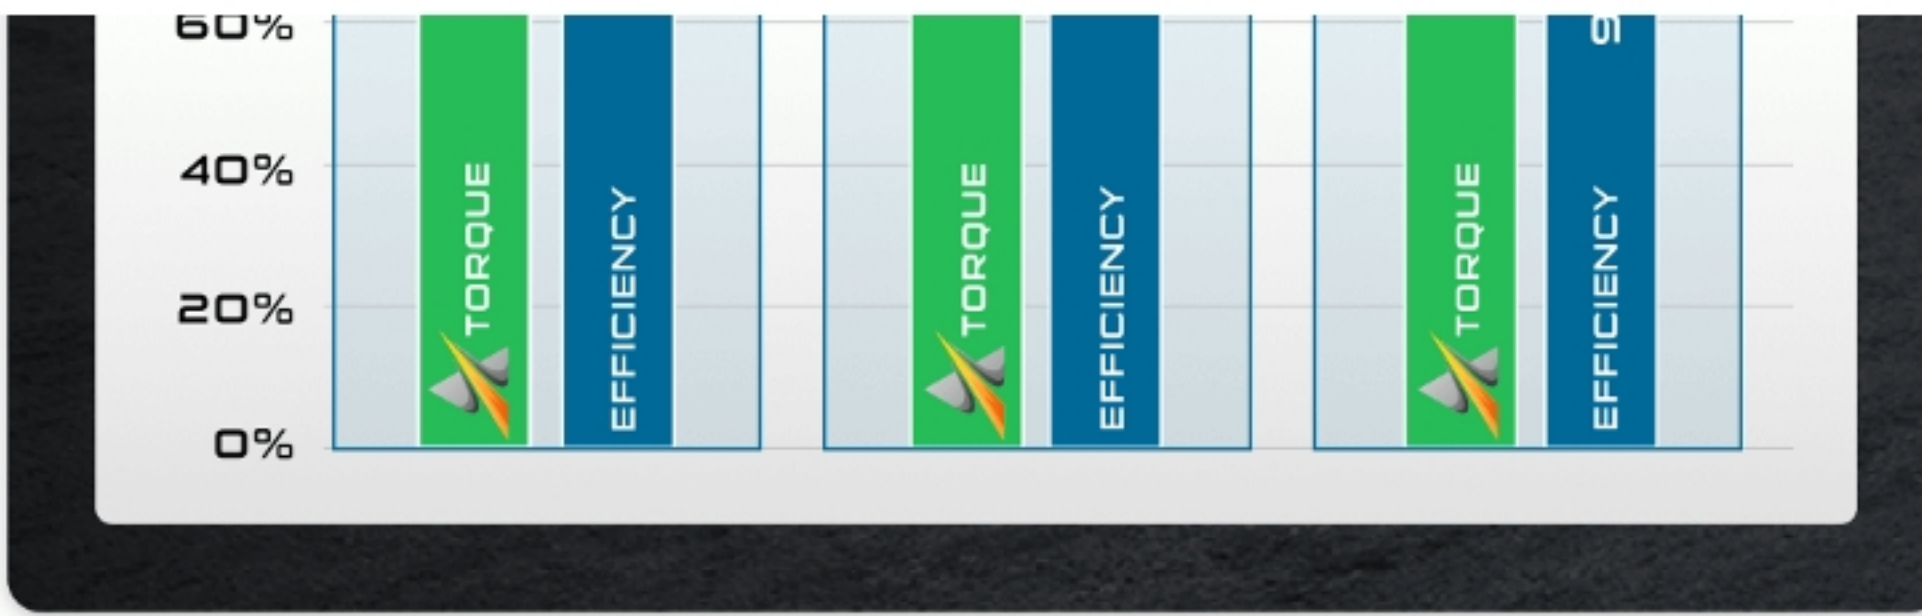 60%
40%
20%
0%
TORQUE
EFFICIENCY
TORQUE
EFFICIENCY
TORQUE
EFFICIENCY